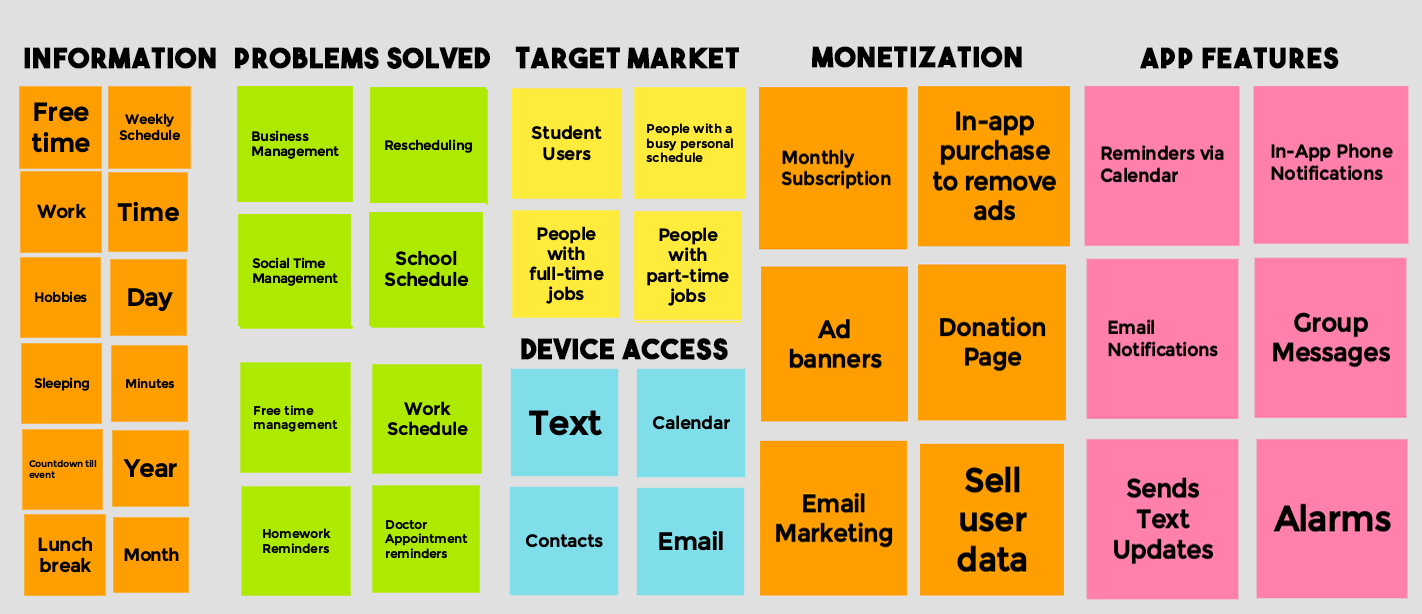 INFORMATION
Free
time
Weekly
Schedule
Work
Time
Hobbies
Day
Sleeping
Minutes
Countdown till
event
Year
Lunch
break
Month
PROBLEMS SOLVED
Business
Management
Rescheduling
Social Time
Management
School
Schedule
Free time
management
Work
Schedule
Homework
Reminders
Doctor
Appointment
reminders
TARGET MARKET
Student
Users
People with a
busy personal
schedule
People
with
full-time
jobs
People
with
part-time
jobs
DEVICE ACCESS
Text
Calendar
Contacts
Email
MONETIZATION
Monthly
Subscription
In-app
purchase
to remove
ads
Ad
banners
Donation
Page
Email
Marketing
Sell
user
data
APP FEATURES
Reminders via
Calendar
In-App Phone
Notifications
Email
Notifications
Group
Messages
Sends
Text
Updates
Alarms